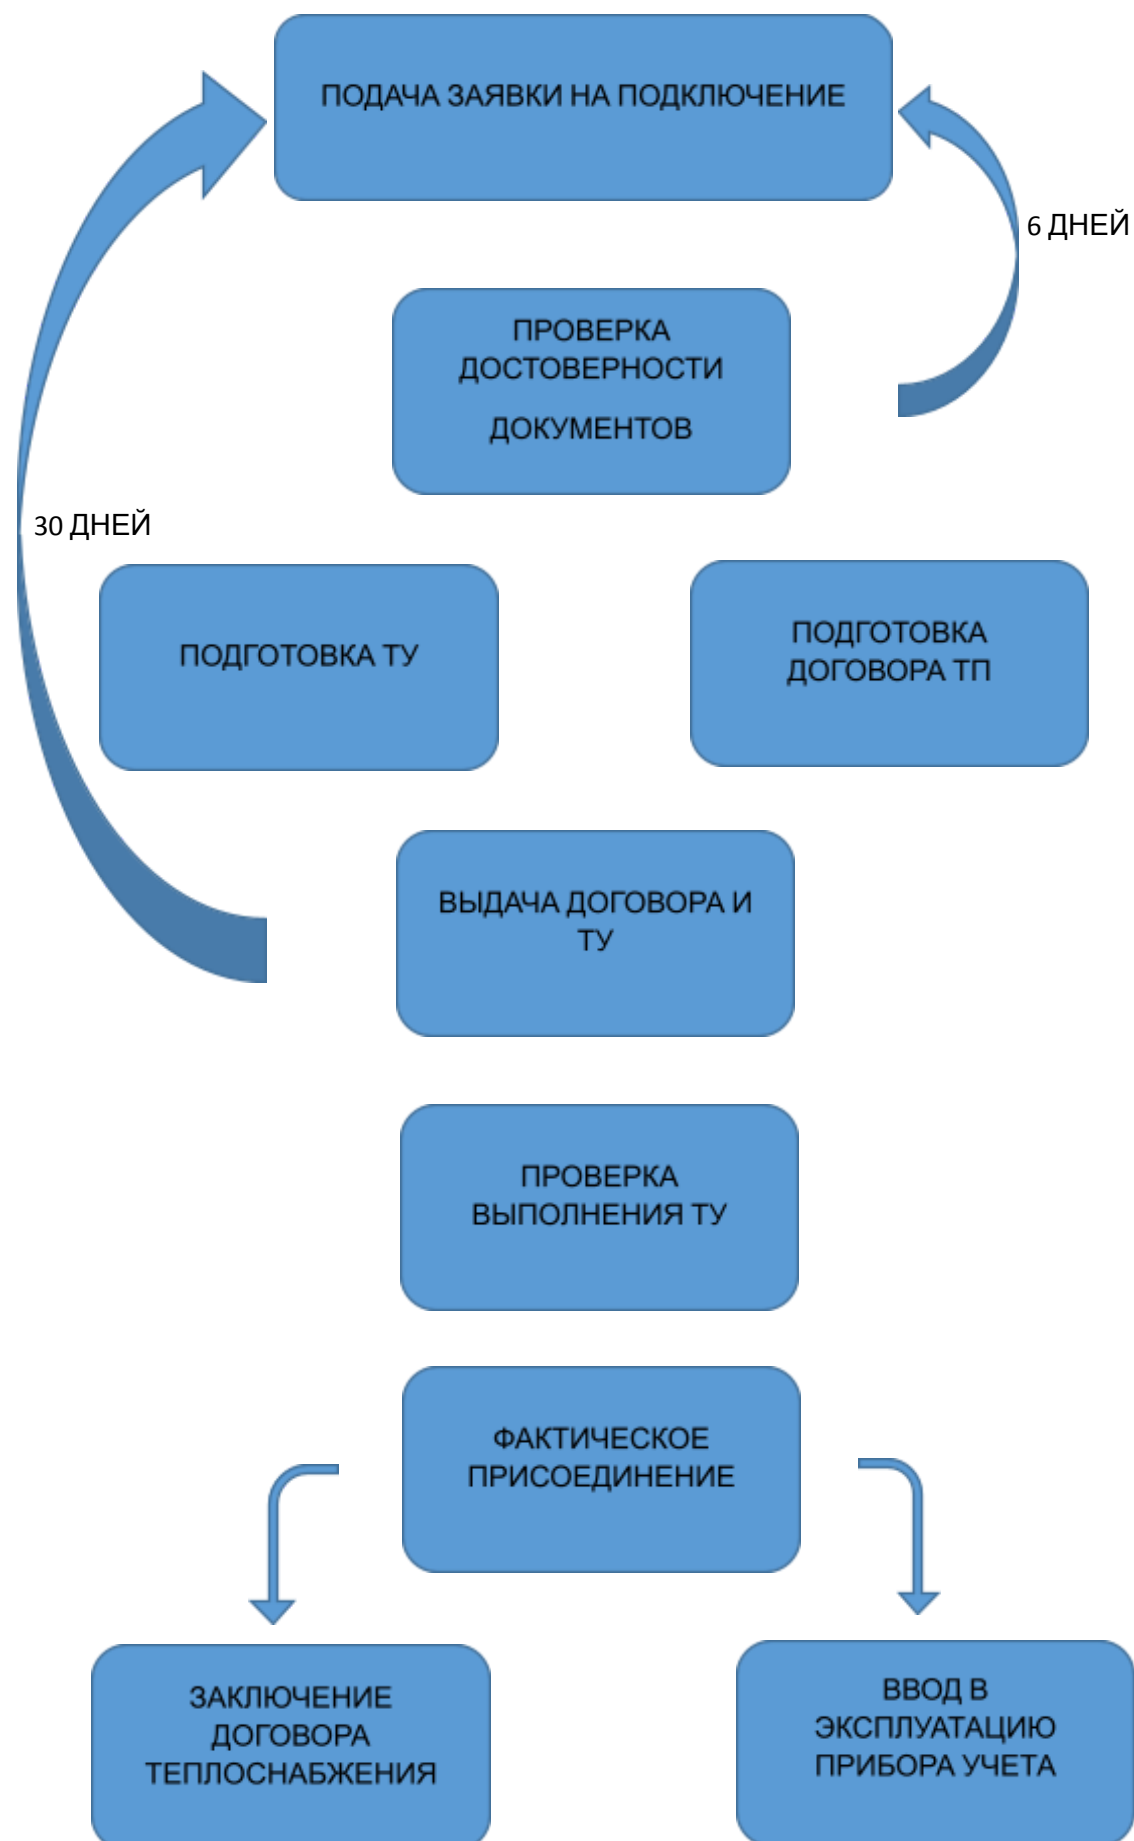 ПОДАЧА ЗАЯВКИ НА ПОДКЛЮЧЕНИЕ
6 ДНЕЙ
ПРОВЕРКА
ДОСТОВЕРНОСТИ
ДОКУМЕНТОВ
30 ДНЕЙ
ПОДГОТОВКА ТУ
ПОДГОТОВКА
ДОГОВОРА ТП
ВЫДАЧА ДОГОВОРА И
ТУ
ПРОВЕРКА
ВЫПОЛНЕНИЯ ТУ
ФАКТИЧЕСКОЕ
ПРИСОЕДИНЕНИЕ
ЗАКЛЮЧЕНИЕ
ДОГОВОРА
ТЕПЛОСНАБЖЕНИЯ
ВВОД В
ЭКСПЛУАТАЦИЮ
ПРИБОРА УЧЕТА